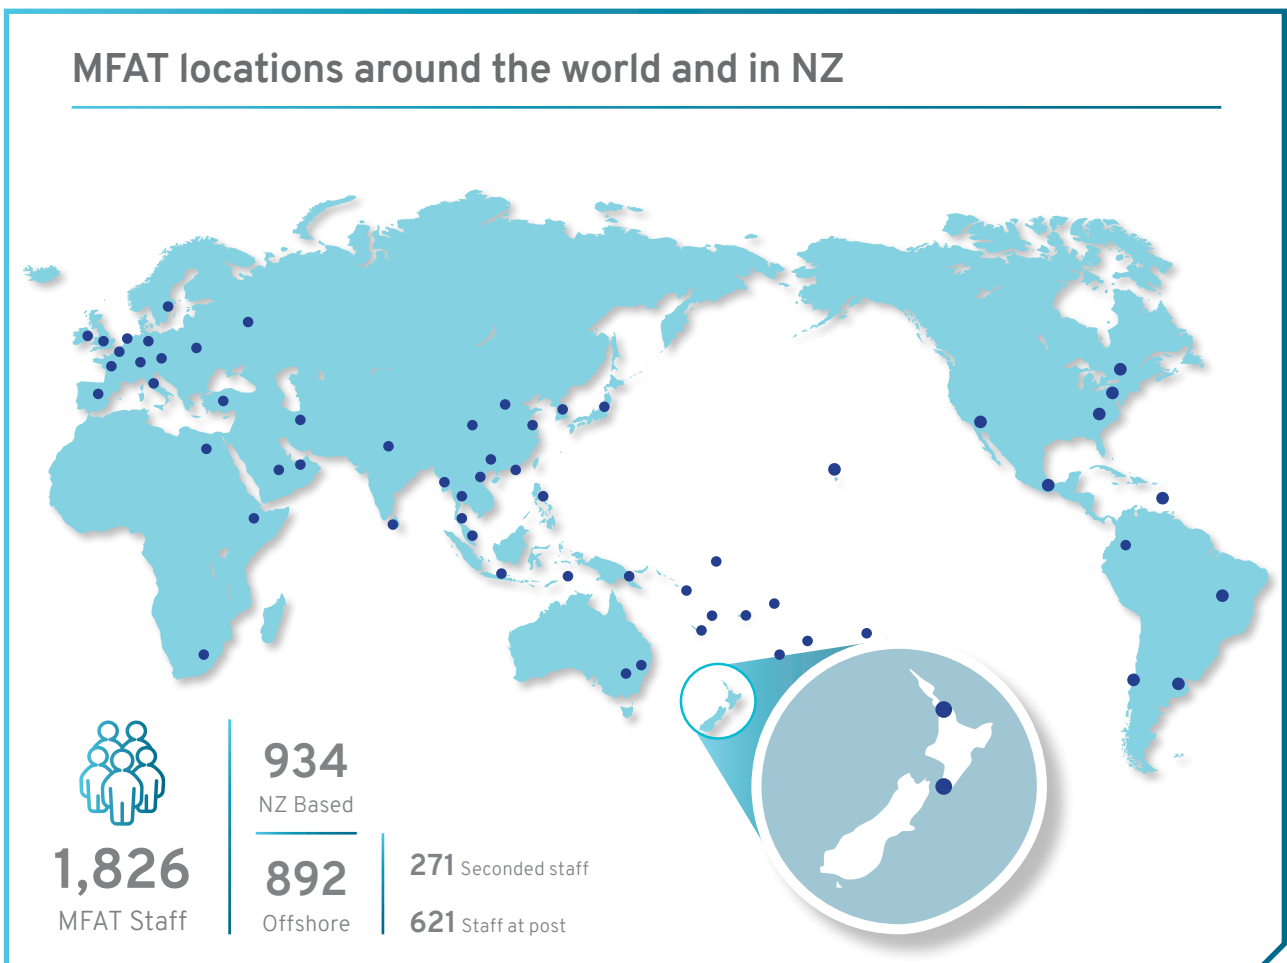 MFAT locations around the world and in NZ
1,826
MFAT Staff
934
NZ Based
892
Offshore
271 Seconded staff
621 Staff at post